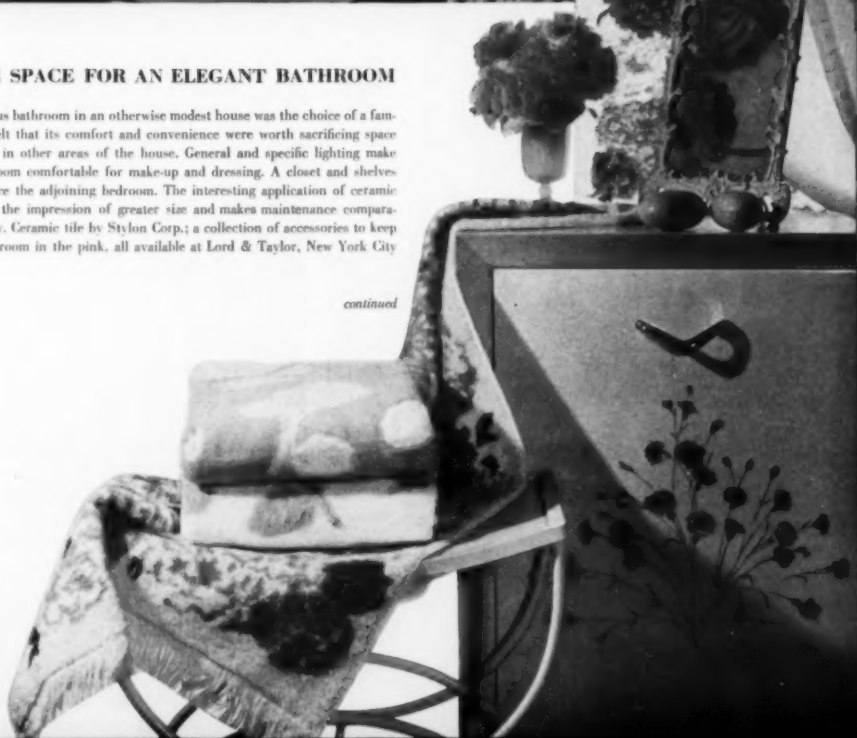 SPACE FOR AN ELEGANT BATHROOM
bathroom in an otherwise modest house was the choice of a fam-
that its comfort and convenience were worth sacrificing space
in other areas of the house. General and specific lighting make
comfortable for make-up and dressing. A closet and shelves
the adjoining bedroom. The interesting application of ceramic
the impression of greater size and makes maintenance compara-
Ceramic tile by Stylon Corp.; a collection of accessories to keep
room in the pink, all available at Lord & Taylor, New York City
continued